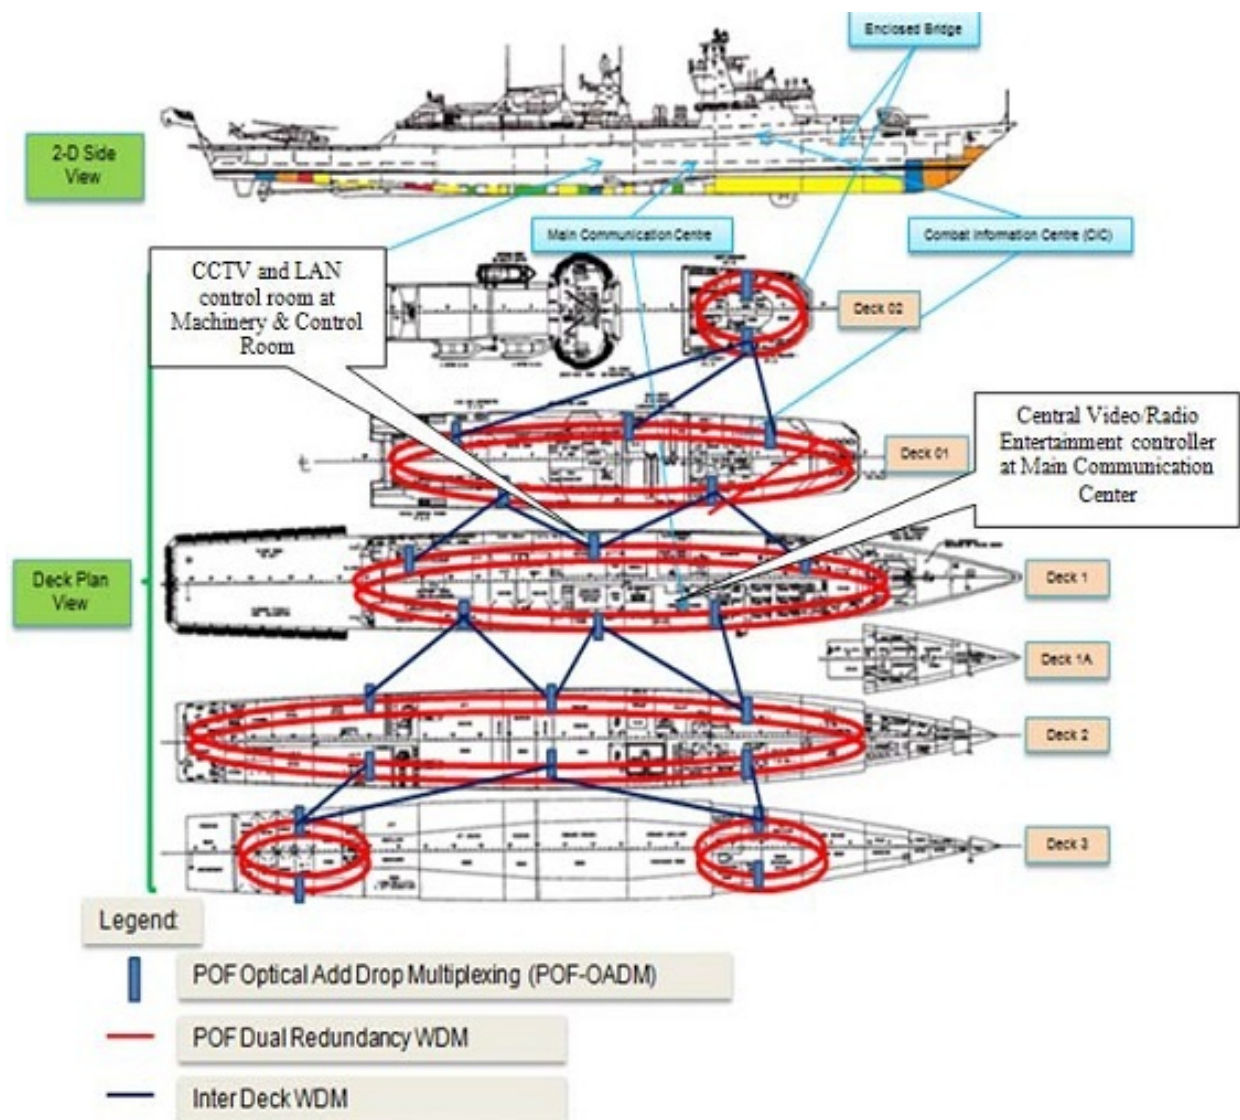 Enclosed Bridge
2-D Side
View
Main Communication Centre
Combat Information Centre (CIC)
CCTV and LAN
control room at
Machinery & Control
Room
Deck 02
Central Video/Radio
Entertainment controller
at Main Communication
Center
Deck 01
Deck Plan
View
Deck 1
Deck 1A
Deck 2
Deck 3
Legend:
POF Optical Add Drop Multiplexing (POF-OADM)
POF Dual Redundancy WDM
Inter Deck WDM